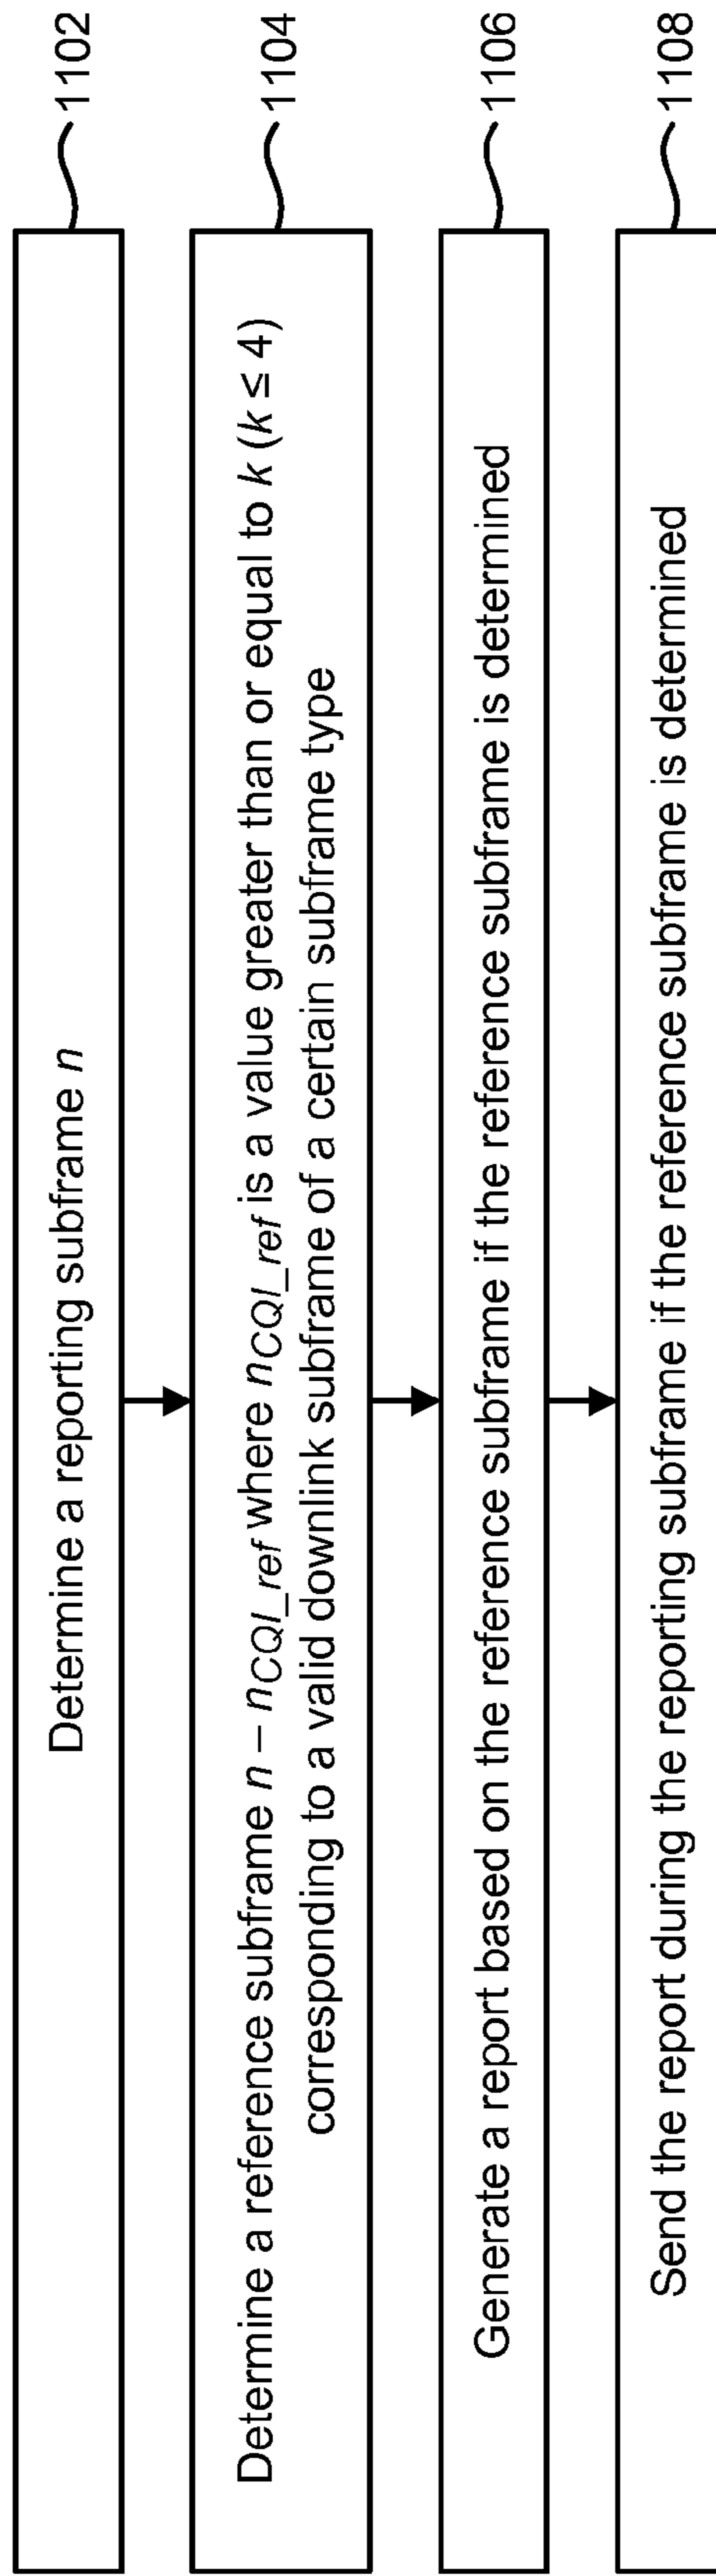 Determine a reporting subframe n
1102
Determine a reference subframe n – nCQI_ref where nCQI_ref is a value greater than or equal to k (k ≤ 4)
corresponding to a valid downlink subframe of a certain subframe type
1104
Generate a report based on the reference subframe if the reference subframe is determined
1106
Send the report during the reporting subframe if the reference subframe is determined
1108